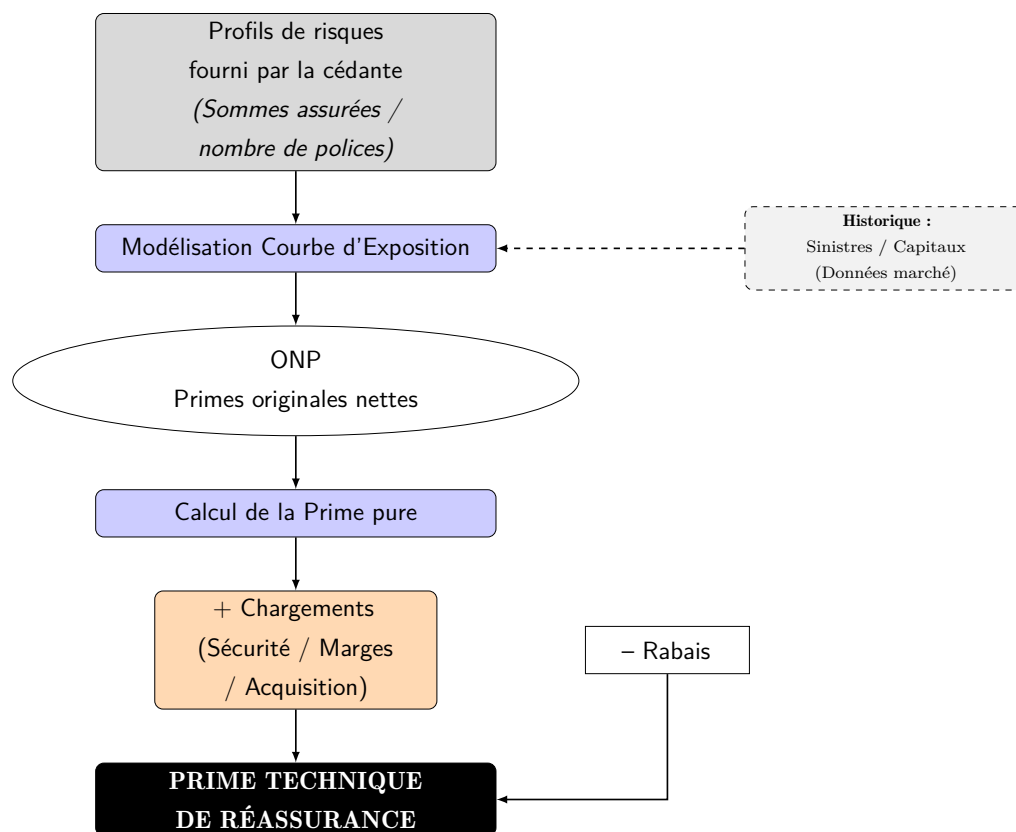 Profils de risques
fourni par la cédante
(Sommes assurées /
nombre de polices)
Modélisation Courbe d'Exposition
Historique :
Sinistres / Capitaux
(Données marché)
ONP
Primes originales nettes
Calcul de la Prime pure
+ Chargements
(Sécurité / Marges
/ Acquisition)
– Rabais
PRIME TECHNIQUE
DE RÉASSURANCE